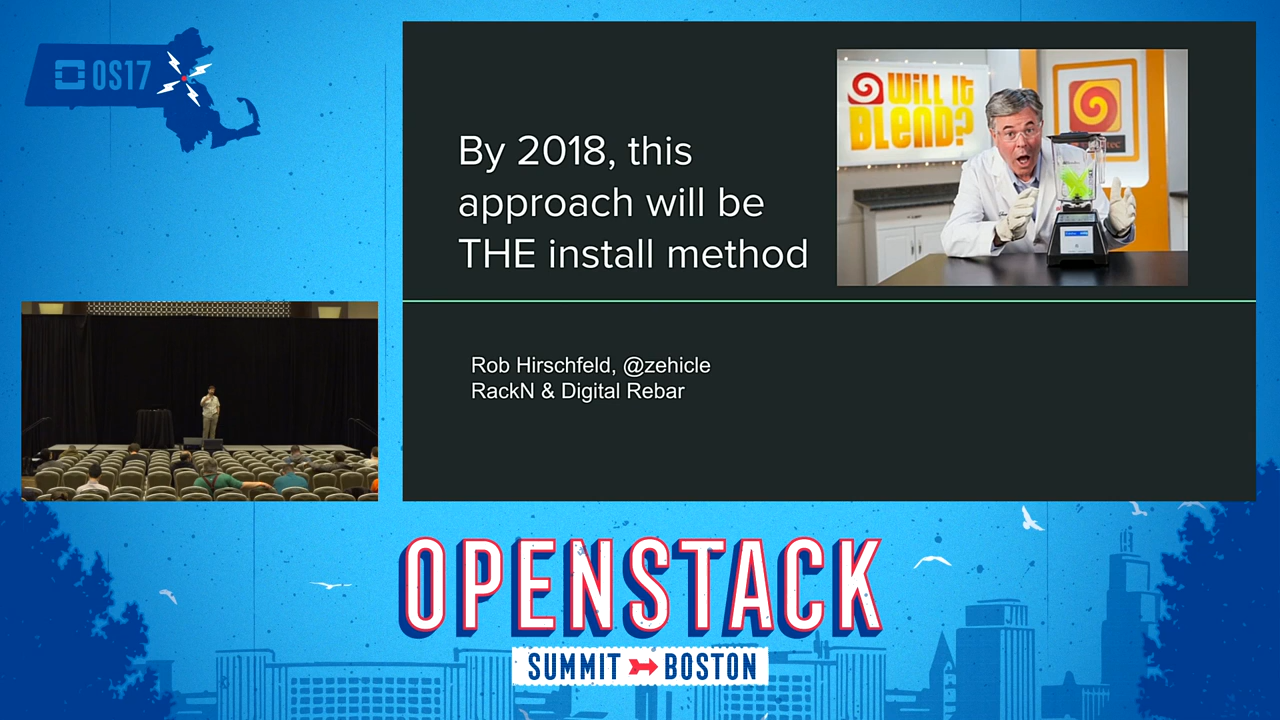 OS17
By 2018, this
approach will be
THE install method
WiLL iT
BLEND?
Rob Hirschfeld, @zehicle
RackN & Digital Rebar
OPENSTACK
SUMMIT BOSTON